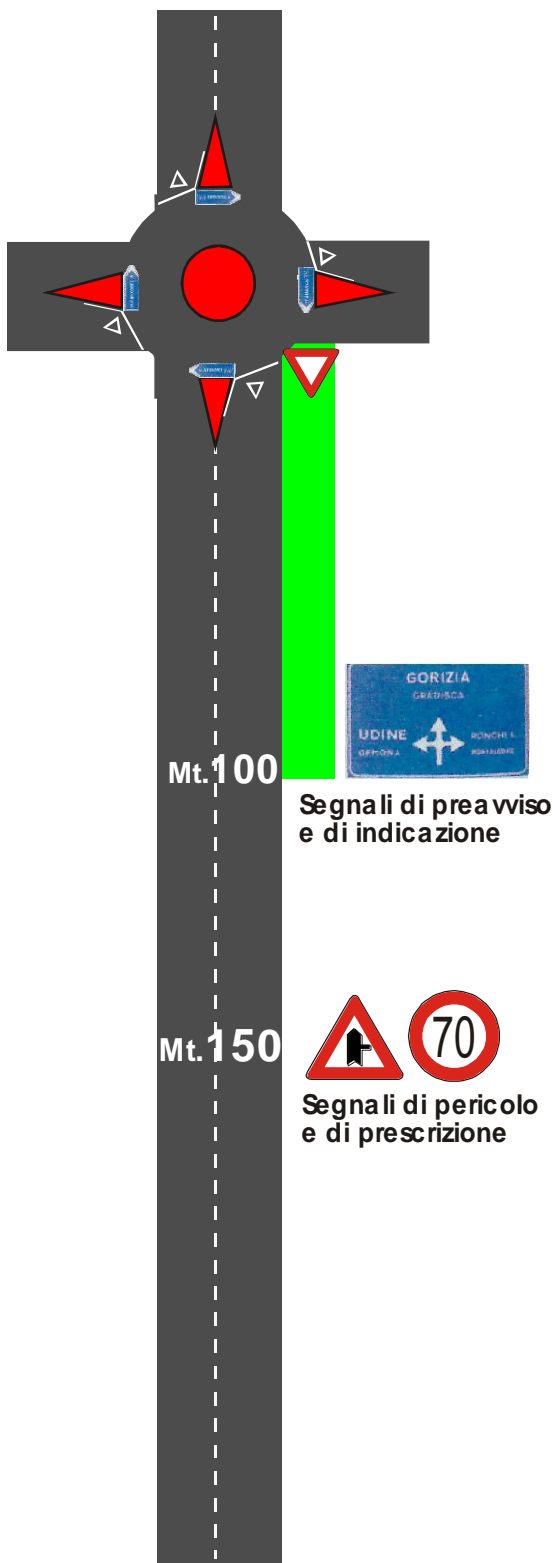 GORIZIA
GRADISCA
UDINE
GEMONA
RONCHI
Mt.100
Segnali di preavviso
e di indicazione
Mt.150
70
Segnali di pericolo
e di prescrizione